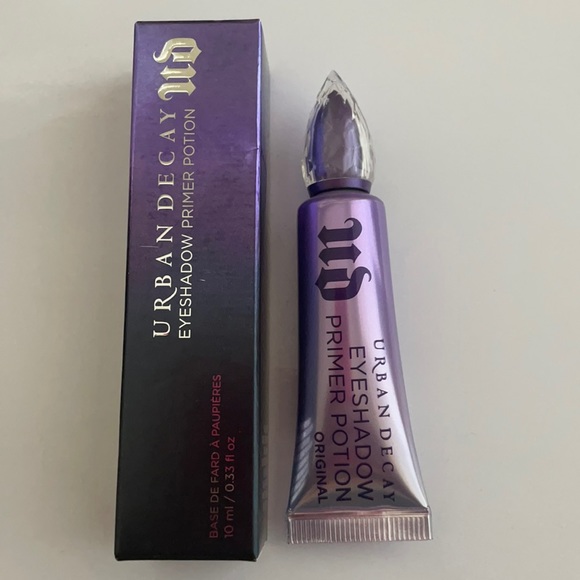 UD
URBAN DECAY
EYESHADOW PRIMER POTION
BASE DE FARD À PAUPIÈRES
10 ml / 0.33 fl oz
UD
URBAN DECAY
EYESHADOW
PRIMER POTION
ORIGINAL